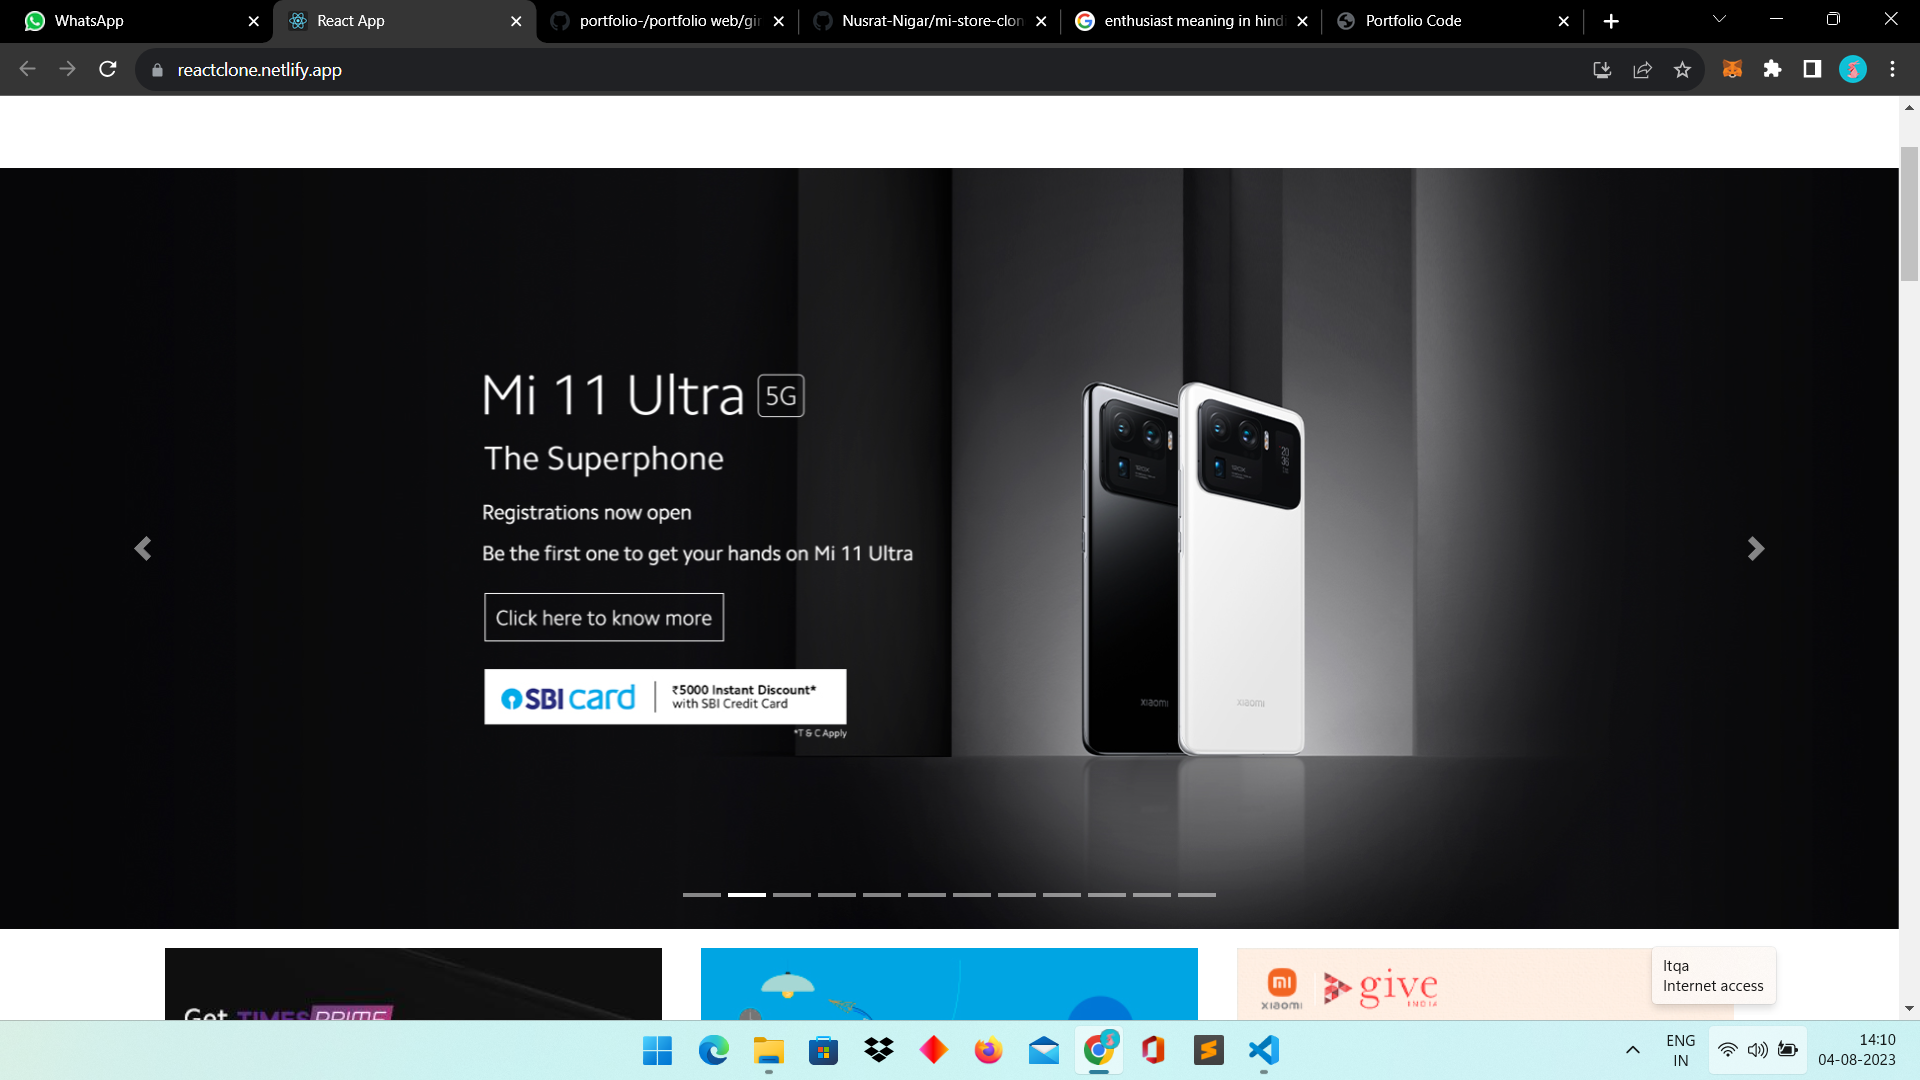 WhatsApp
React App
portfolio-/portfolio web/gir
Nusrat-Nigar/mi-store-clon
enthusiast meaning in hindi
Portfolio Code
reactclone.netlify.app
Mi 11 Ultra 5G
The Superphone
Registrations now open
Be the first one to get your hands on Mi 11 Ultra
Click here to know more
SBI card
₹5000 Instant Discount*
with SBI Credit Card
*T & C Apply
xiaomi
xiaomi
Get TIMES PRIME
mi
xiaomi
give
INDIA
Itqa
Internet access
ENG
IN
14:10
04-08-2023